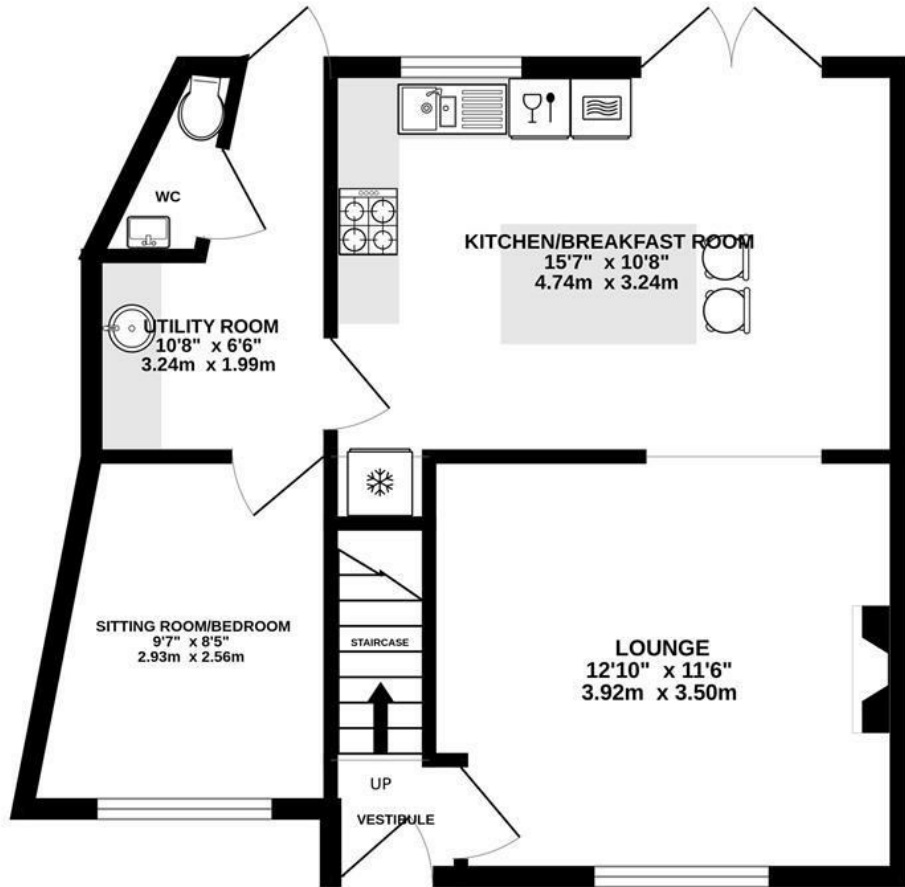 WC
KITCHEN/BREAKFAST ROOM
15'7" x 10'8"
4.74m x 3.24m
UTILITY ROOM
10'8" x 6'6"
3.24m x 1.99m
SITTING ROOM/BEDROOM
9'7" x 8'5"
2.93m x 2.56m
STAIRCASE
LOUNGE
12'10" x 11'6"
3.92m x 3.50m
UP
VESTIBULE